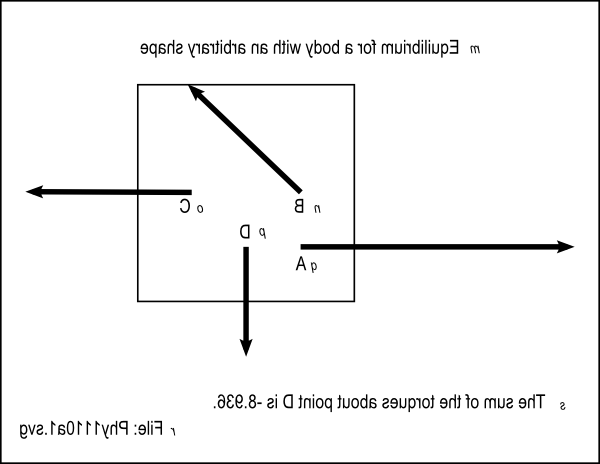 m Equilibrium for a body with an arbitrary shape
n B
o C
p D
q A
s The sum of the torques about point D is -8.936.
r File: Phy1110a1.svg